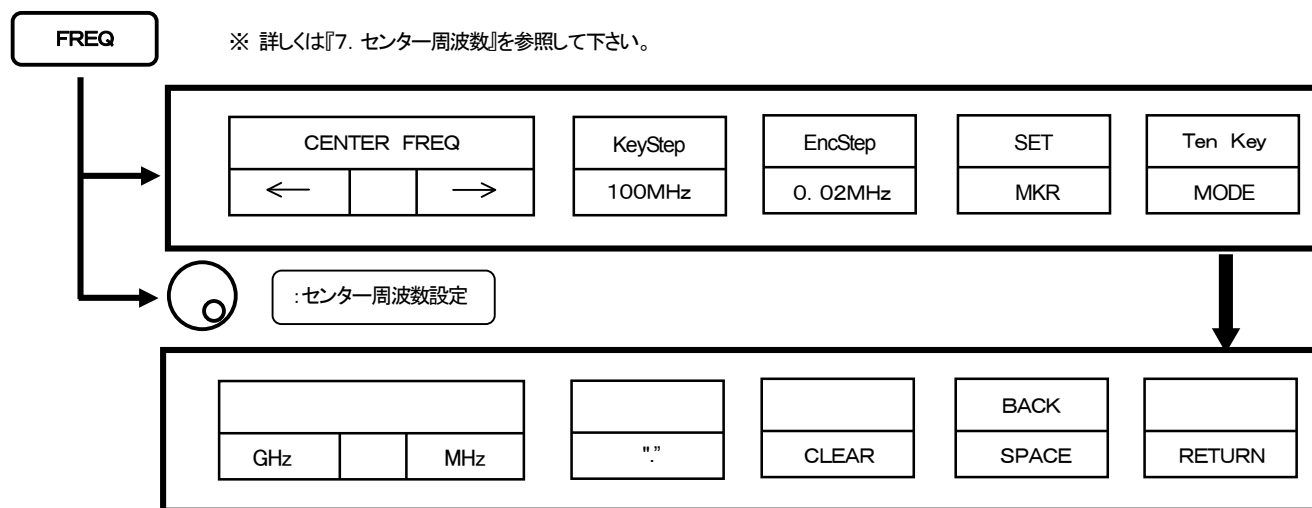 FREQ
※ 詳しくは『7. センター周波数』を参照して下さい。
CENTER FREQ
← →
KeyStep
100MHz
EncStep
0. 02MHz
SET
MKR
Ten Key
MODE
:センター周波数設定
GHz MHz
"."
CLEAR
BACK
SPACE
RETURN